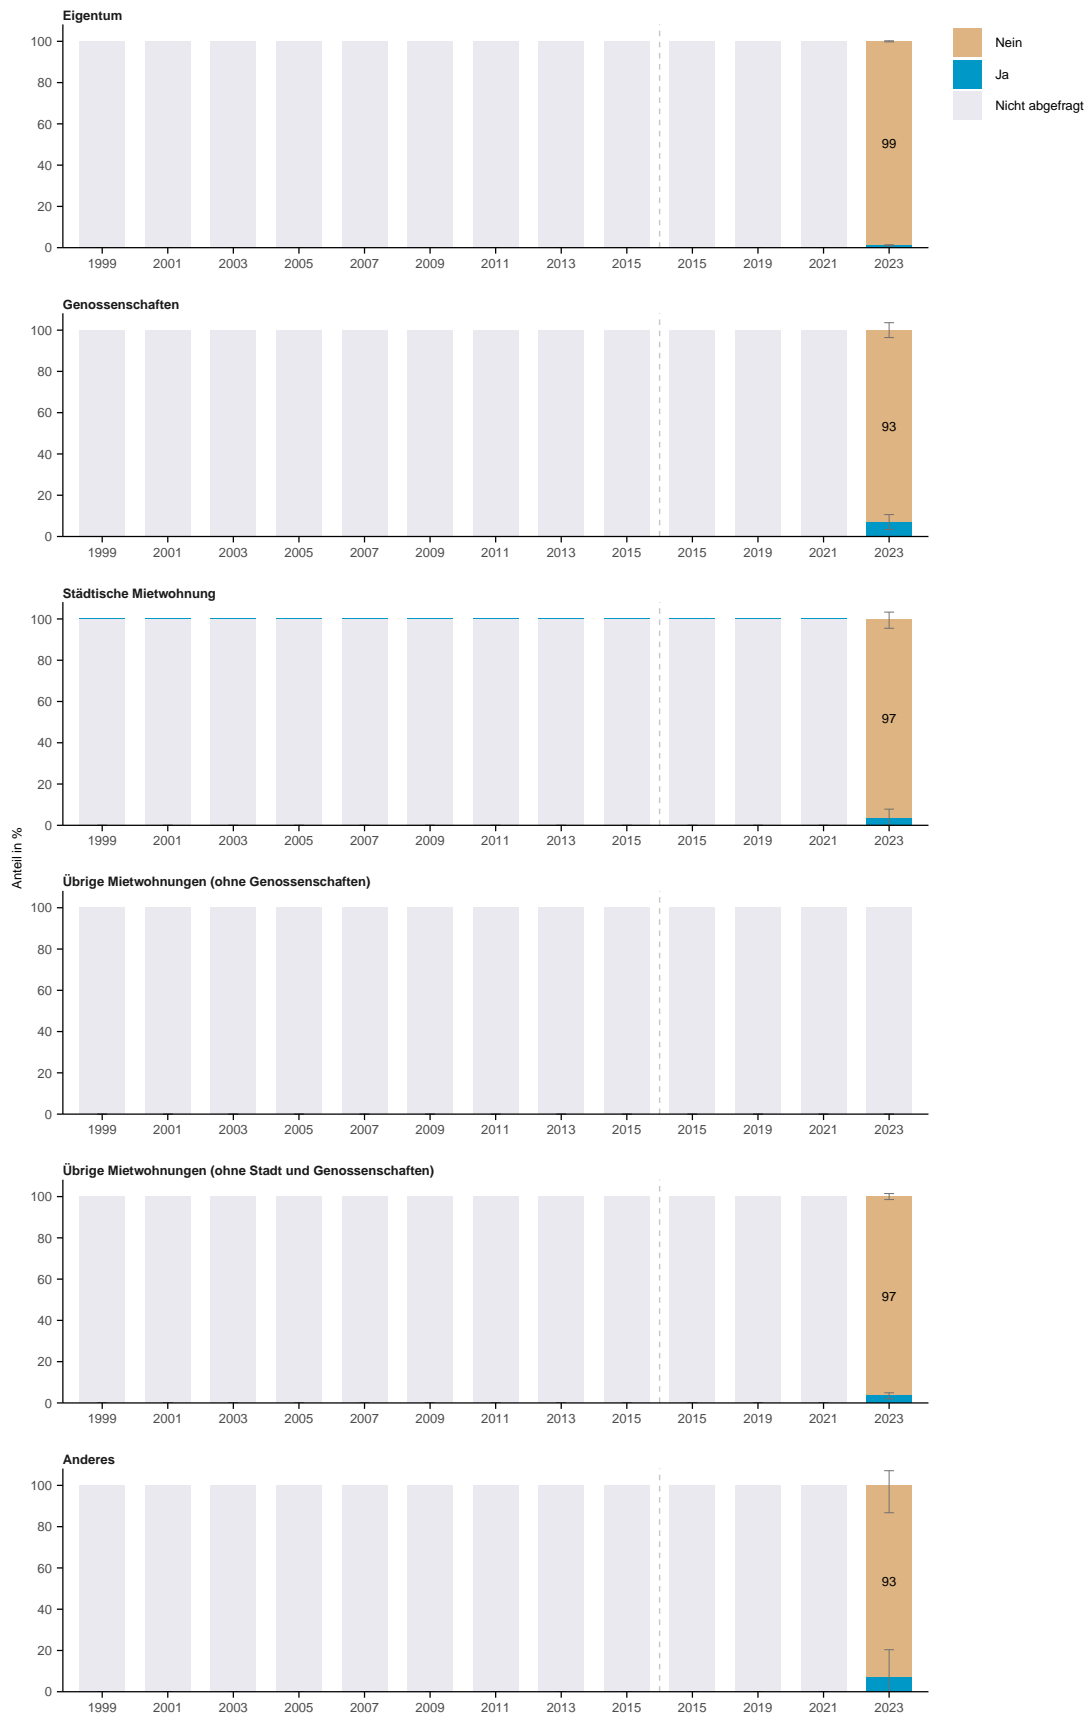 Eigentum
Nein
Ja
Nicht abgefragt
100
80
60
40
20
0
99
1999 2001 2003 2005 2007 2009 2011 2013 2015 2015 2019 2021 2023
Genossenschaften
100
80
60
40
20
0
93
1999 2001 2003 2005 2007 2009 2011 2013 2015 2015 2019 2021 2023
Städtische Mietwohnung
100
80
60
40
20
0
97
1999 2001 2003 2005 2007 2009 2011 2013 2015 2015 2019 2021 2023
Anteil in %
Übrige Mietwohnungen (ohne Genossenschaften)
100
80
60
40
20
0
1999 2001 2003 2005 2007 2009 2011 2013 2015 2015 2019 2021 2023
Übrige Mietwohnungen (ohne Stadt und Genossenschaften)
100
80
60
40
20
0
97
1999 2001 2003 2005 2007 2009 2011 2013 2015 2015 2019 2021 2023
Anderes
100
80
60
40
20
0
93
1999 2001 2003 2005 2007 2009 2011 2013 2015 2015 2019 2021 2023